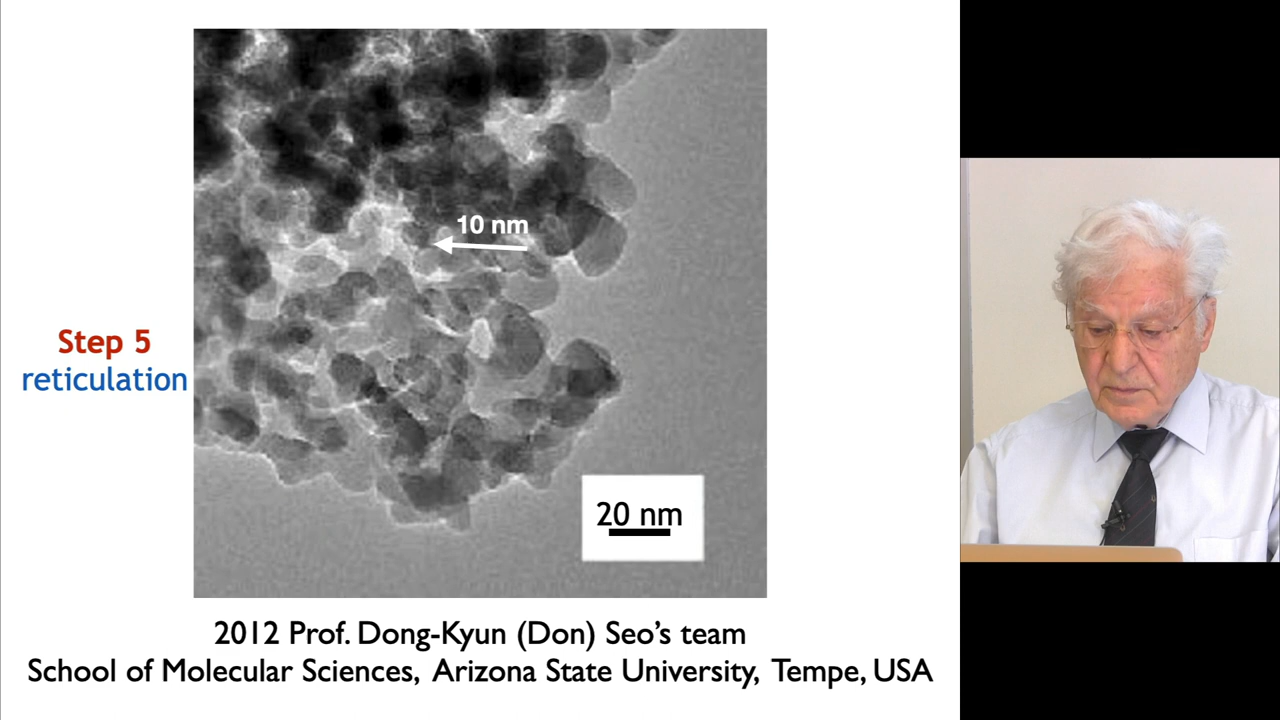 10 nm
Step 5
reticulation
20 nm
2012 Prof. Dong-Kyun (Don) Seo's team
School of Molecular Sciences, Arizona State University, Tempe, USA